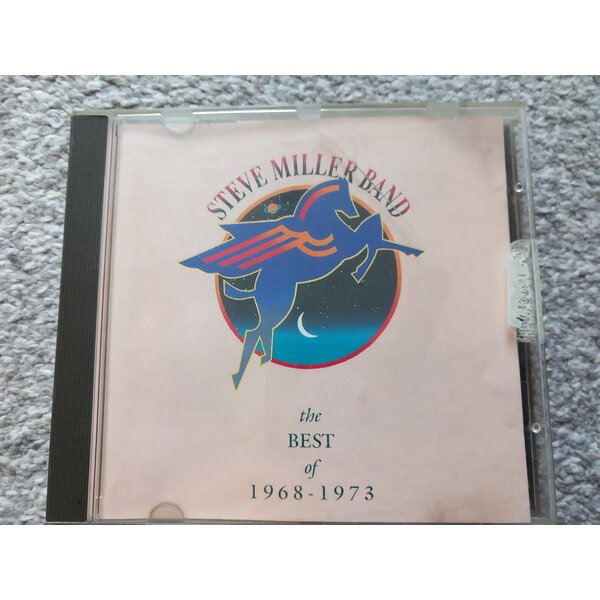 STEVE MILLER BAND
the
BEST
of
1968-1973